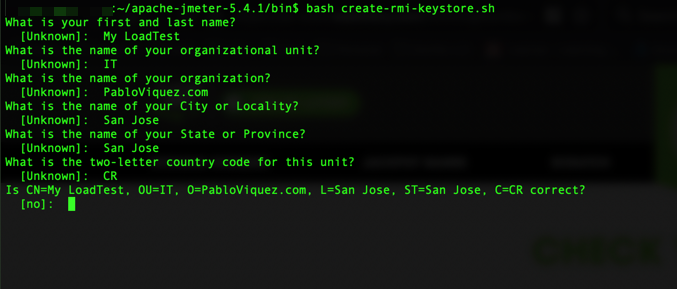 :~/apache-jmeter-5.4.1/bin$ bash create-rmi-keystore.sh
What is your first and last name?
[Unknown]: My LoadTest
What is the name of your organizational unit?
[Unknown]: IT
What is the name of your organization?
[Unknown]: PabloViquez.com
What is the name of your City or Locality?
[Unknown]: San Jose
What is the name of your State or Province?
[Unknown]: San Jose
What is the two-letter country code for this unit?
[Unknown]: CR
Is CN=My LoadTest, OU=IT, O=PabloViquez.com, L=San Jose, ST=San Jose, C=CR correct?
[no]: